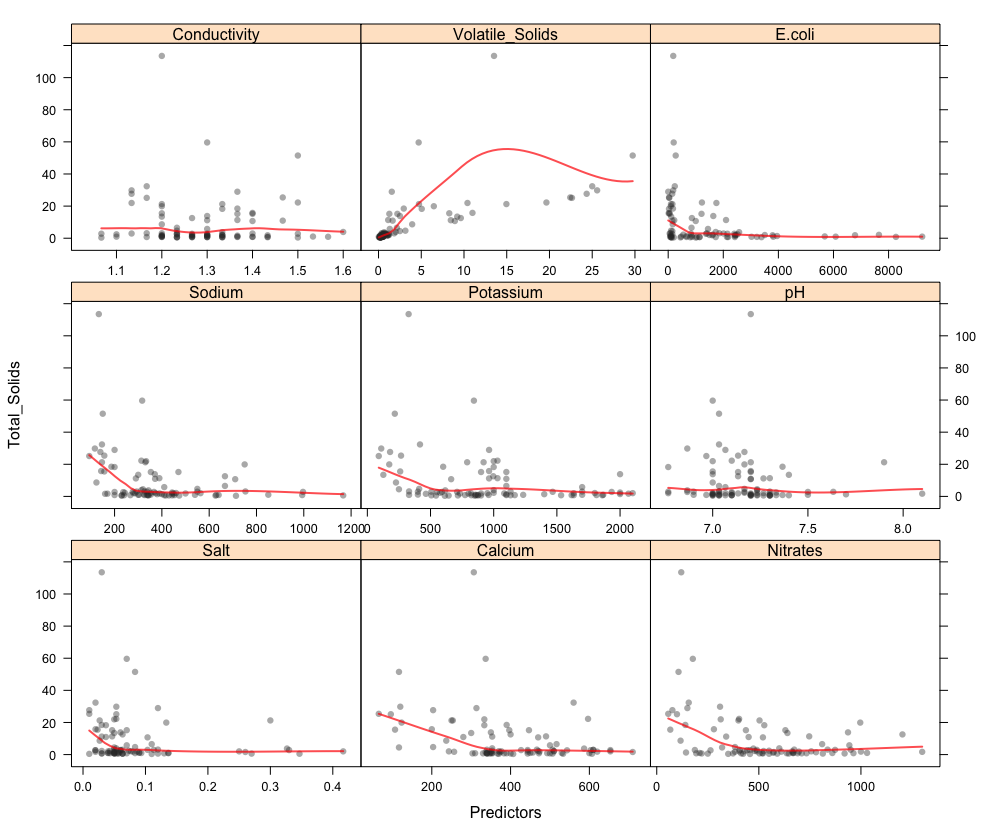 Conductivity Volatile_Solids E.coli
100
80
60
40
20
0
1.1 1.2 1.3 1.4 1.5 1.6 0 5 10 15 20 25 30 0 2000 4000 6000 8000
Sodium Potassium pH
100
80
60
40
20
0
200 400 600 800 1000 1200 0 500 1000 1500 2000 7.0 7.5 8.0
Total_Solids
Salt Calcium Nitrates
100
80
60
40
20
0
0.0 0.1 0.2 0.3 0.4 200 400 600 0 500 1000
Predictors